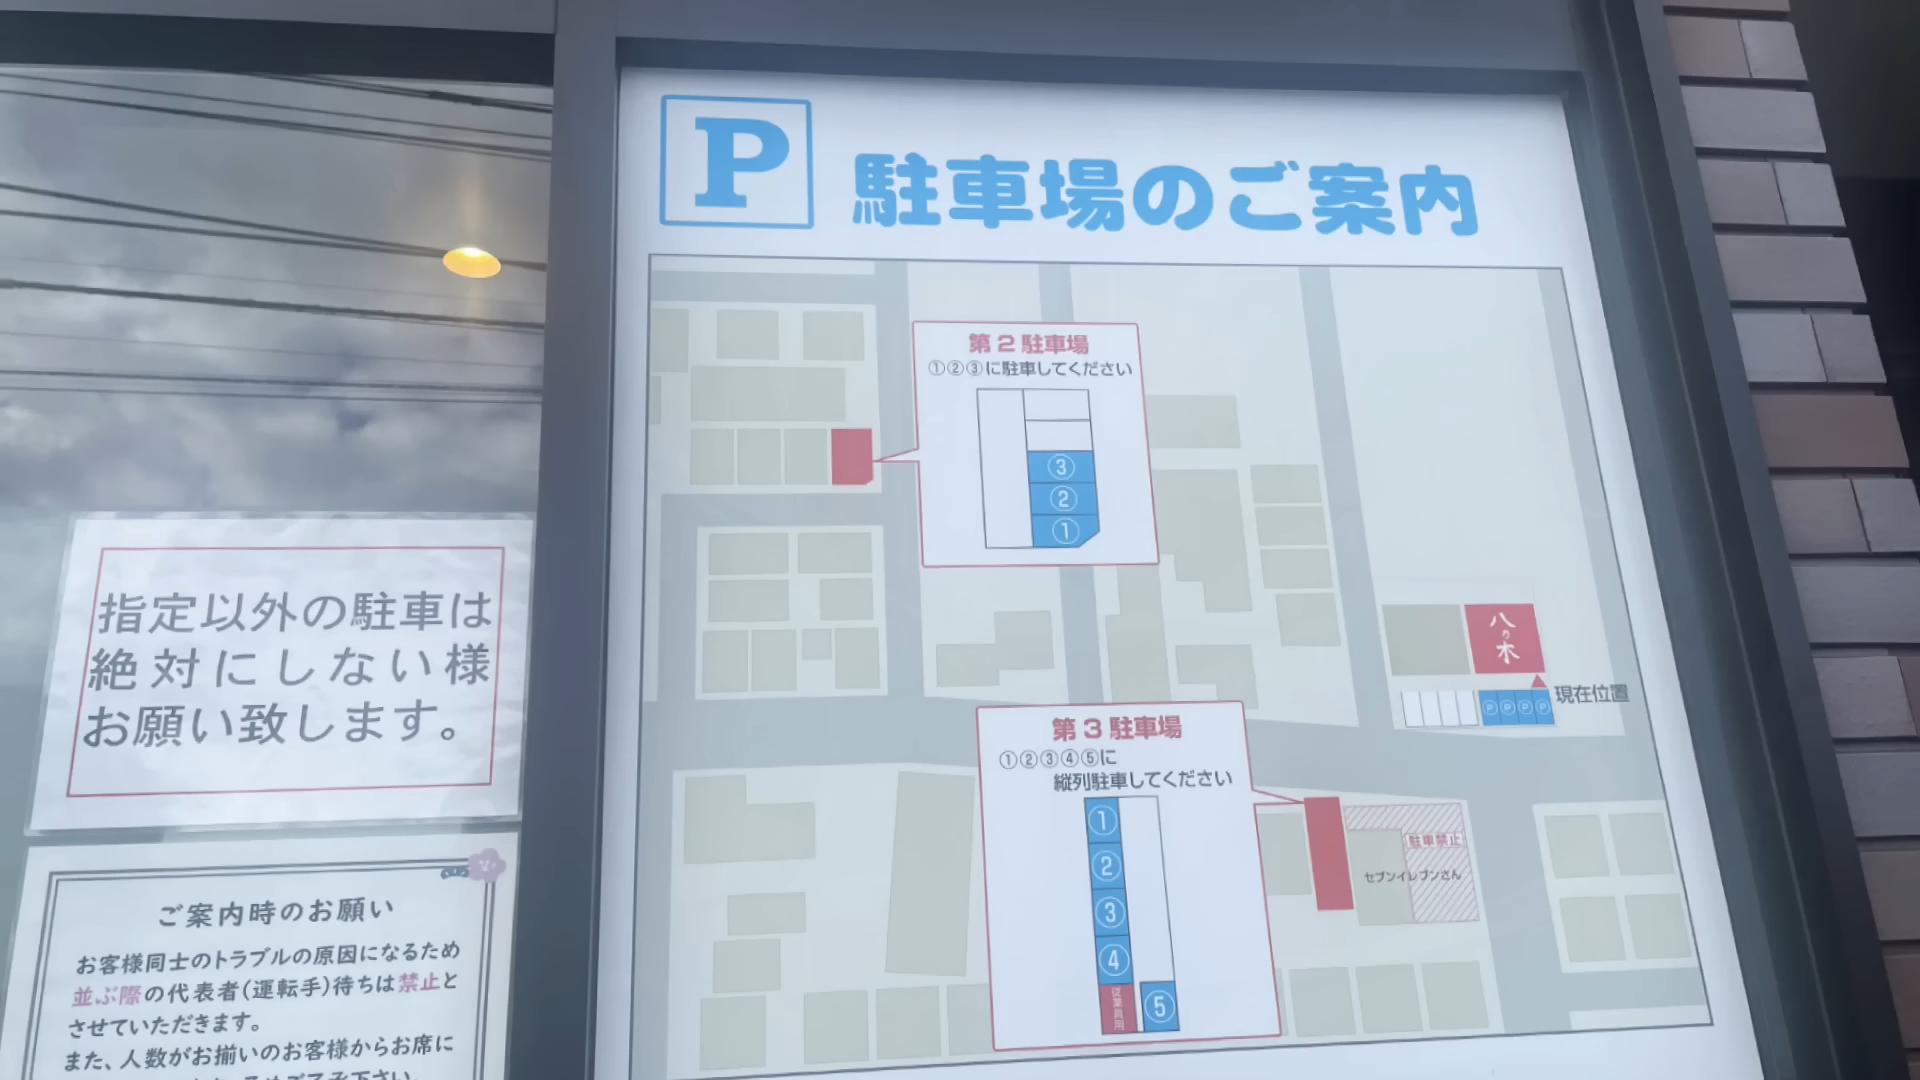 P 駐車場のご案内
第2駐車場
①②③に駐車してください
③
②
①
八の木
P P P P
現在位置
第3駐車場
①②③④⑤に
縦列駐車してください
①
②
③
④
従業員用
⑤
駐車禁止
セブンイレブンさん
指定以外の駐車は
絶対にしない様
お願い致します。
ご案内時のお願い
お客様同士のトラブルの原因になるため
並ぶ際の代表者(運転手)待ちは禁止と
させていただきます。
また、人数がお揃いのお客様からお席に